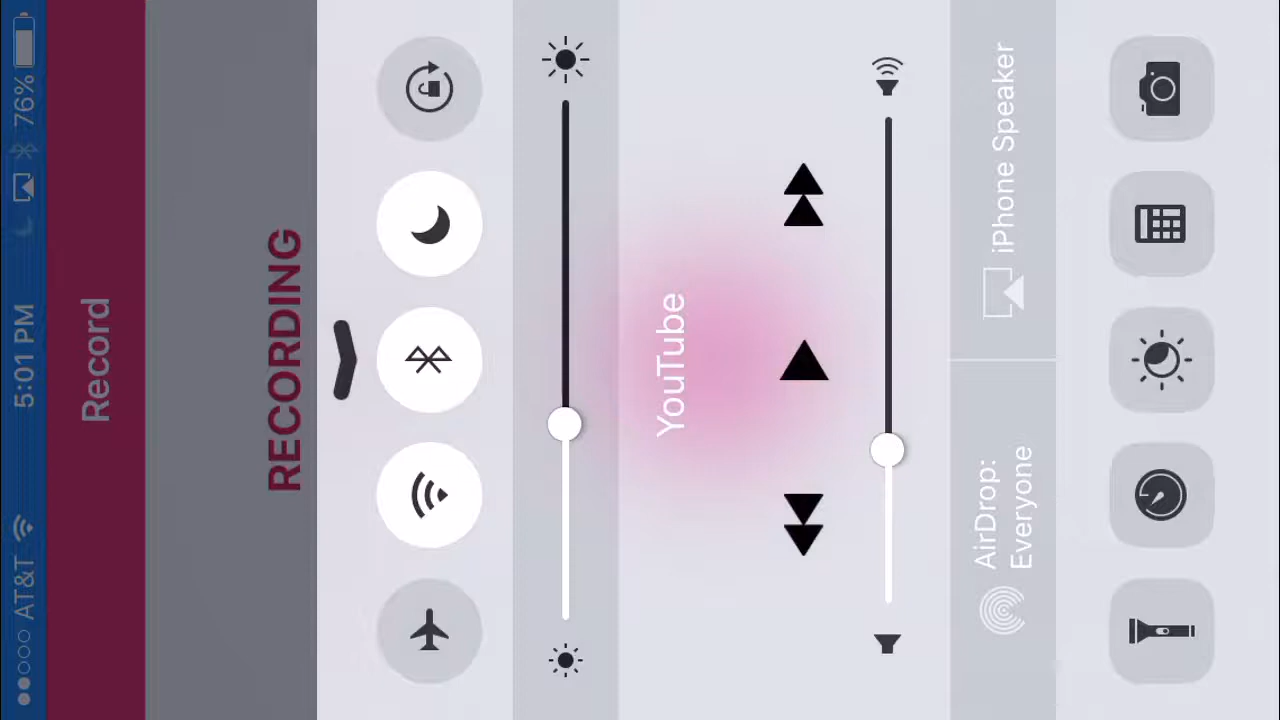 AT&T 5:01 PM 76%
Record
RECORDING
YouTube
AirDrop:
Everyone
iPhone Speaker